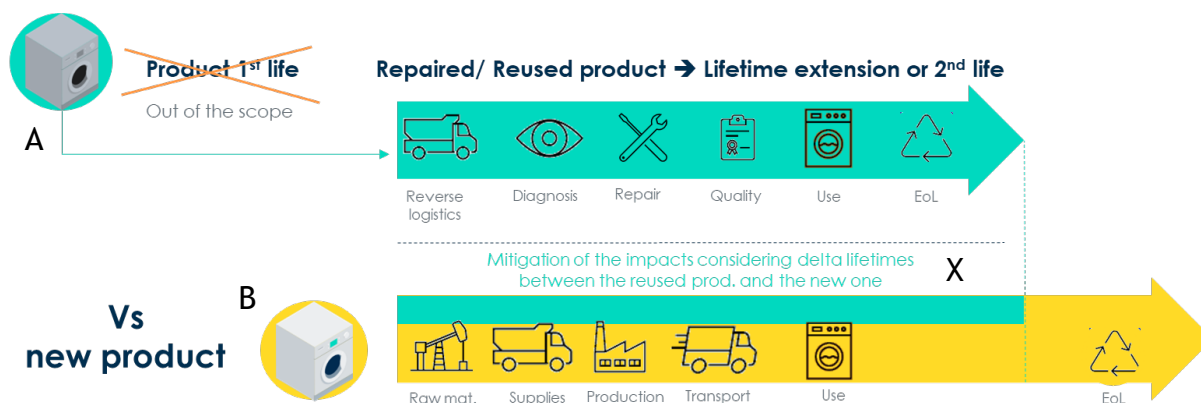 Product 1st life
Out of the scope
A
Repaired/ Reused product → Lifetime extension or 2nd life
Reverse
logistics
Diagnosis
Repair
Quality
Use
EoL
Mitigation of the impacts considering delta lifetimes
between the reused prod. and the new one
X
B
Vs
new product
Raw mat.
Supplies
Production
Transport
Use
EoL